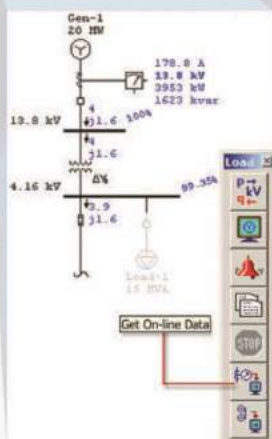 Gen-1
20 MW
178.8 A
13.8 kV
3953 kW
1623 kvar
4
j1.6
100%
13.8 kV
4
j1.6
4.16 kV
99.35%
3.9
j1.6
Load-1
15 MVA
Load
P
kV
q
Get On-line Data
STOP